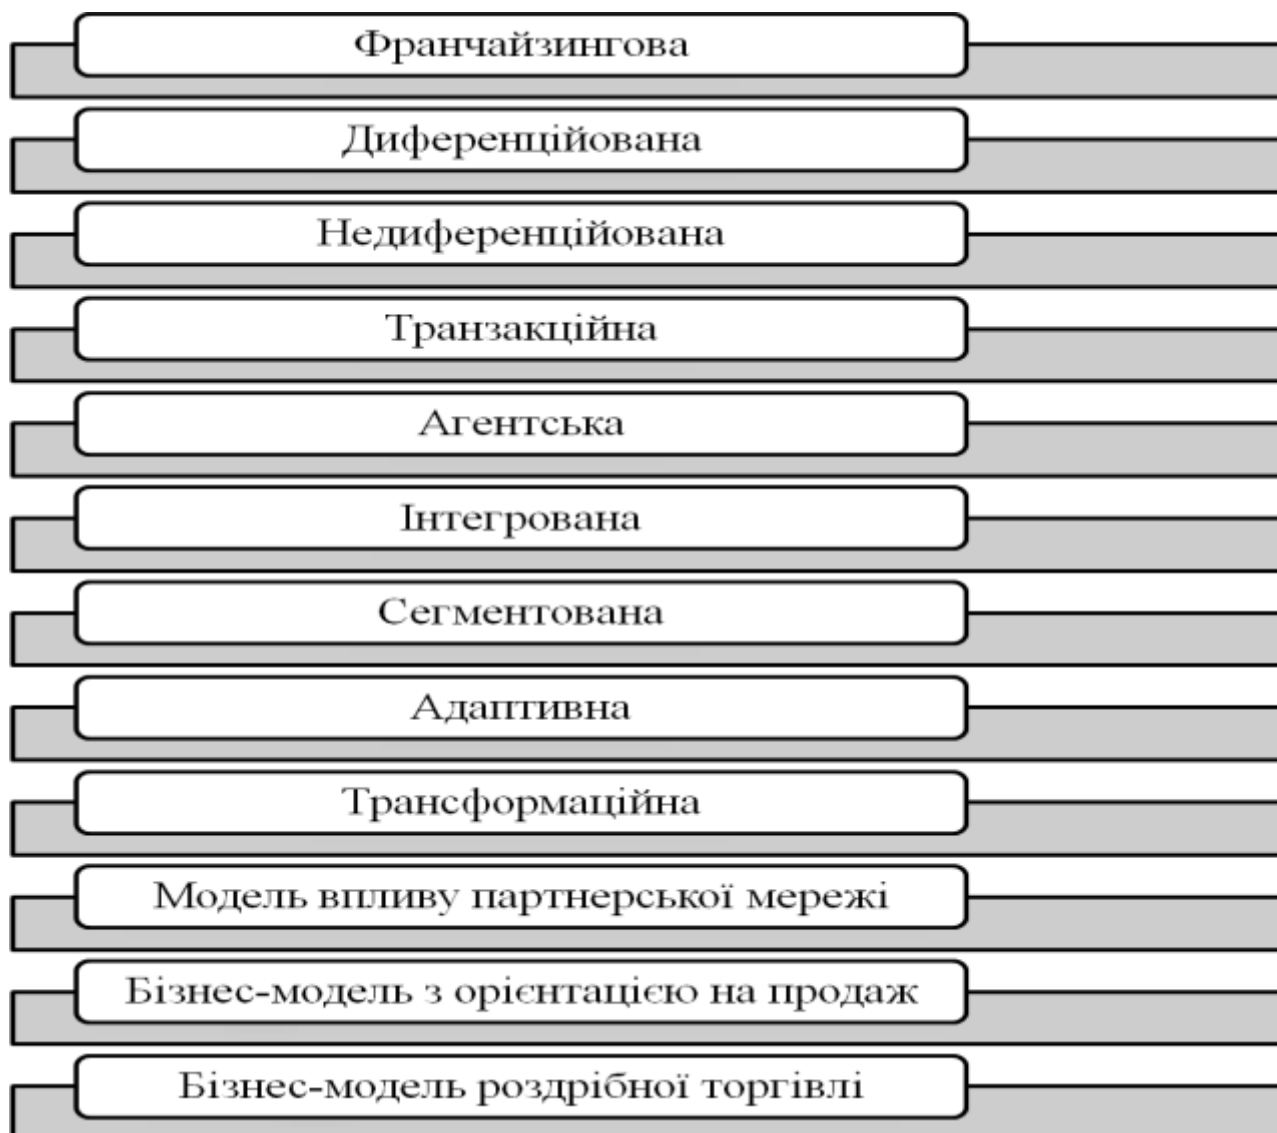 Франчайзингова
Диференційована
Недиференційована
Транзакційна
Агентська
Інтегрована
Сегментована
Адаптивна
Трансформаційна
Модель впливу партнерської мережі
Бізнес-модель з орієнтацією на продаж
Бізнес-модель роздрібної торгівлі